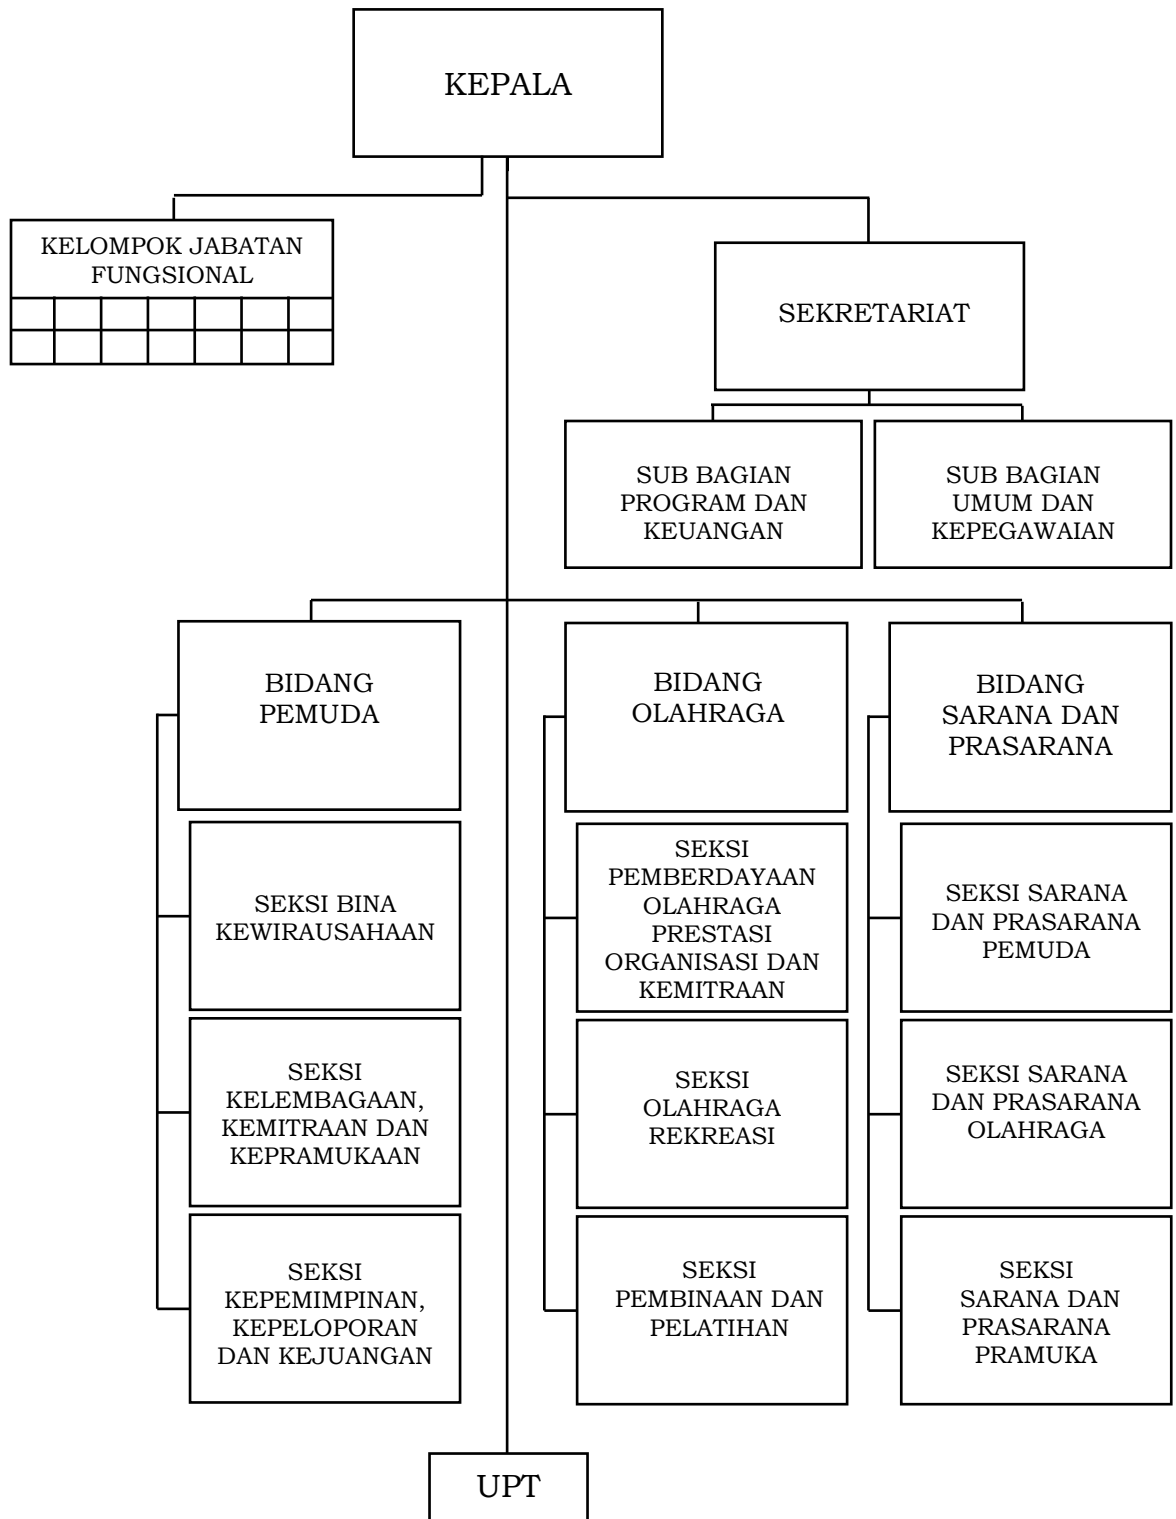 KEPALA
KELOMPOK JABATAN
FUNGSIONAL
SEKRETARIAT
SUB BAGIAN
PROGRAM DAN
KEUANGAN
SUB BAGIAN
UMUM DAN
KEPEGAWAIAN
BIDANG
PEMUDA
BIDANG
OLAHRAGA
BIDANG
SARANA DAN
PRASARANA
SEKSI BINA
KEWIRAUSAHAAN
SEKSI
KELEMBAGAAN,
KEMITRAAN DAN
KEPRAMUKAAN
SEKSI
KEPEMIMPINAN,
KEPELOPORAN
DAN KEJUANGAN
SEKSI
PEMBERDAYAAN
OLAHRAGA
PRESTASI
ORGANISASI DAN
KEMITRAAN
SEKSI
OLAHRAGA
REKREASI
SEKSI
PEMBINAAN DAN
PELATIHAN
SEKSI SARANA
DAN PRASARANA
PEMUDA
SEKSI SARANA
DAN PRASARANA
OLAHRAGA
SEKSI
SARANA DAN
PRASARANA
PRAMUKA
UPT